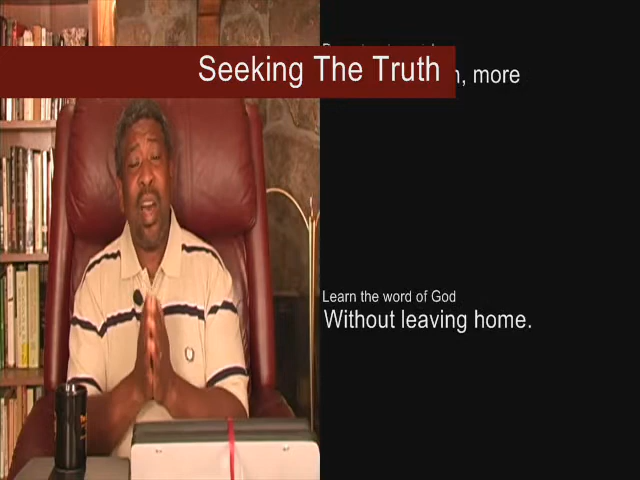 Seeking The Truth
, more
Learn the word of God
Without leaving home.